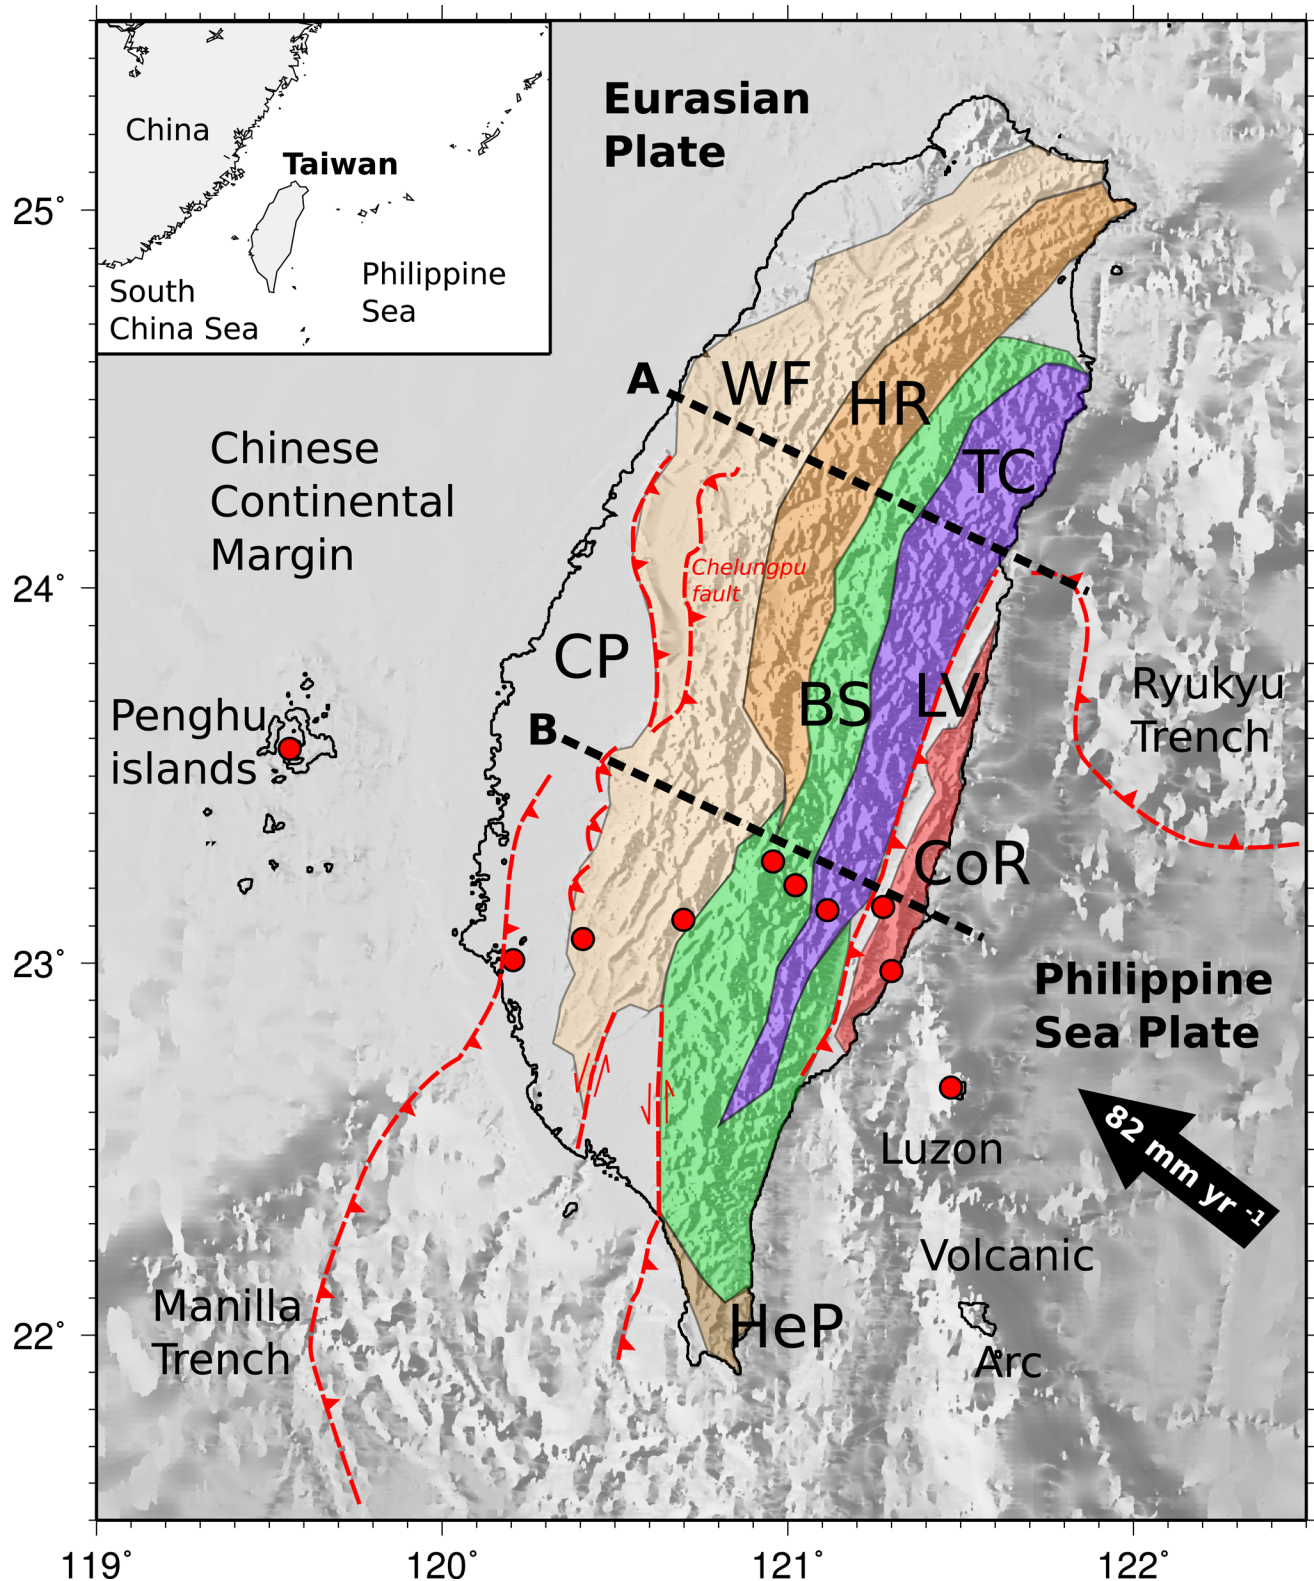 China
Taiwan
South
China Sea
Philippine
Sea
Eurasian
Plate
25°
A
WF
HR
Chinese
Continental
Margin
TC
Chelungpu
fault
24°
CP
BS
LV
Ryukyu
Trench
Penghu
islands
B
CoR
23°
Philippine
Sea Plate
82 mm yr -1
Luzon
Volcanic
Arc
Manilla
Trench
22°
HeP
119°
120°
121°
122°